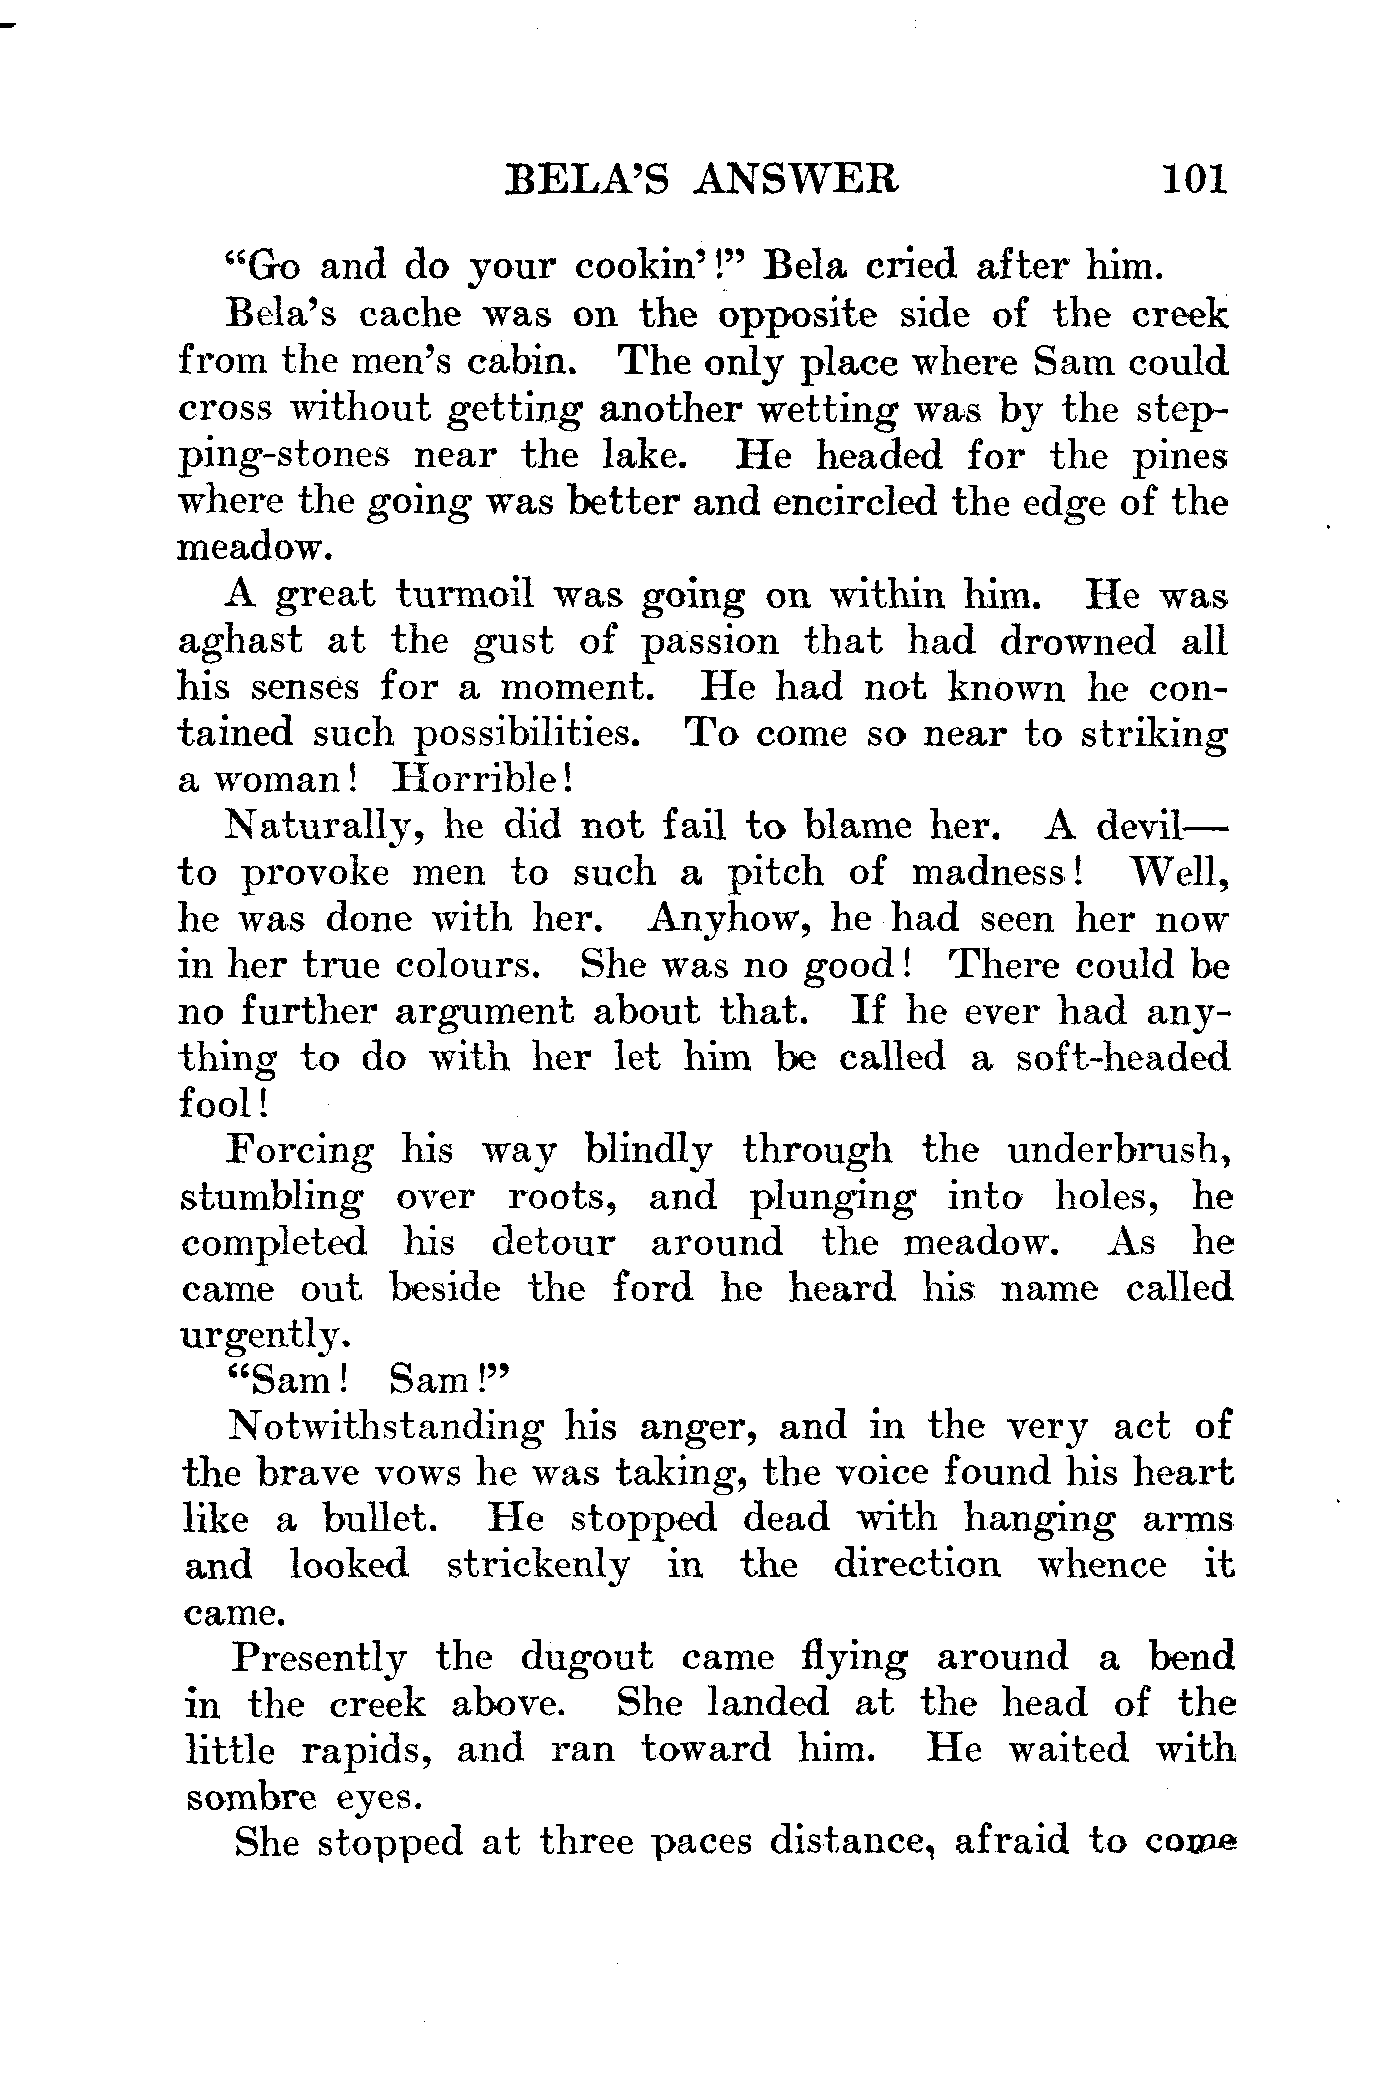 BELA'S ANSWER 101
“Go and do your cookin’!” Bela cried after him.
Bela’s cache was on the opposite side of the creek
from the men’s cabin. The only place where Sam could
cross without getting another wetting was by the step-
ping-stones near the lake. He headed for the pines
where the going was better and encircled the edge of the
meadow.
A great turmoil was going on within him. He was
aghast at the gust of passion that had drowned all
his senses for a moment. He had not known he con-
tained such possibilities. To come so near to striking
a woman! Horrible!
Naturally, he did not fail to blame her. A devil—
to provoke men to such a pitch of madness! Well,
he was done with her. Anyhow, he had seen her now
in her true colours. She was no good! There could be
no further argument about that. If he ever had any-
thing to do with her let him be called a soft-headed
fool!
Forcing his way blindly through the underbrush,
stumbling over roots, and plunging into holes, he
completed his detour around the meadow. As he
came out beside the ford he heard his name called
urgently.
“Sam! Sam!”
Notwithstanding his anger, and in the very act of
the brave vows he was taking, the voice found his heart
like a bullet. He stopped dead with hanging arms
and looked strickenly in the direction whence it
came.
Presently the dugout came flying around a bend
in the creek above. She landed at the head of the
little rapids, and ran toward him. He waited with
sombre eyes.
She stopped at three paces distance, afraid to come